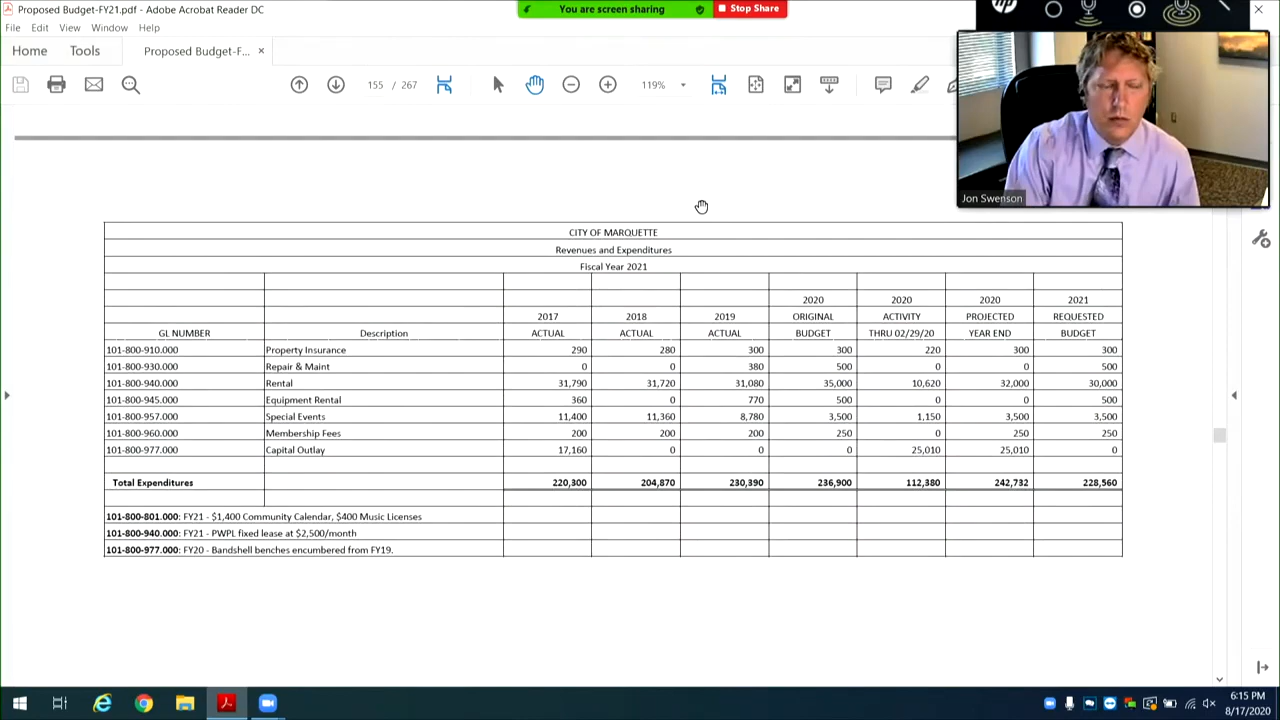 Proposed Budget-FY21.pdf - Adobe Acrobat Reader DC
You are screen sharing
Stop Share
File Edit View Window Help
Home Tools Proposed Budget-F... ×
155 / 267 119%
Jon Swenson
CITY OF MARQUETTE
Revenues and Expenditures
Fiscal Year 2021
2020 2020 2020 2021
2017 2018 2019 ORIGINAL ACTIVITY PROJECTED REQUESTED
GL NUMBER Description ACTUAL ACTUAL ACTUAL BUDGET THRU 02/29/20 YEAR END BUDGET
101-800-910.000 Property Insurance 290 280 300 300 220 300 300
101-800-930.000 Repair & Maint 0 0 380 500 0 0 500
101-800-940.000 Rental 31,790 31,720 31,080 35,000 10,620 32,000 30,000
101-800-945.000 Equipment Rental 360 0 770 500 0 0 500
101-800-957.000 Special Events 11,400 11,360 8,780 3,500 1,150 3,500 3,500
101-800-960.000 Membership Fees 200 200 200 250 0 250 250
101-800-977.000 Capital Outlay 17,160 0 0 0 25,010 25,010 0
Total Expenditures 220,300 204,870 230,390 236,900 112,380 242,732 228,560
101-800-801.000: FY21 - $1,400 Community Calendar, $400 Music Licenses
101-800-940.000: FY21 - PWPL fixed lease at $2,500/month
101-800-977.000: FY20 - Bandshell benches encumbered from FY19.
6:15 PM
8/17/2020